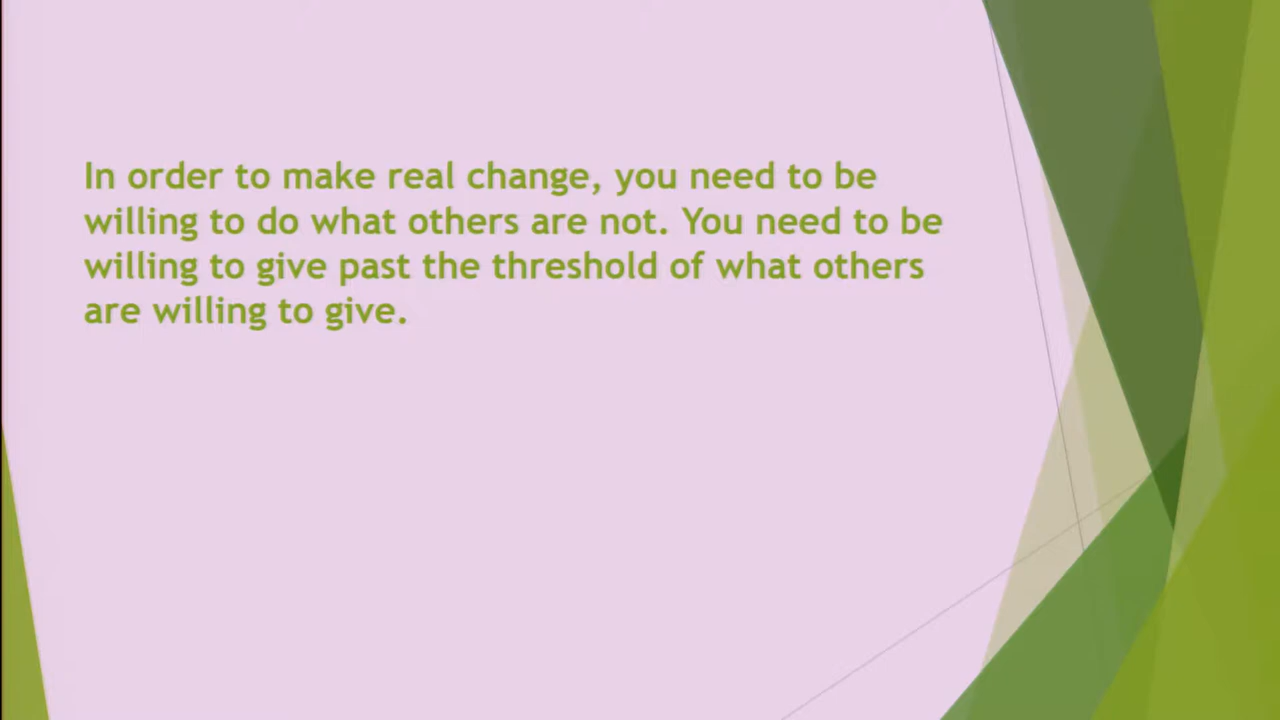 In order to make real change, you need to be
willing to do what others are not. You need to be
willing to give past the threshold of what others
are willing to give.